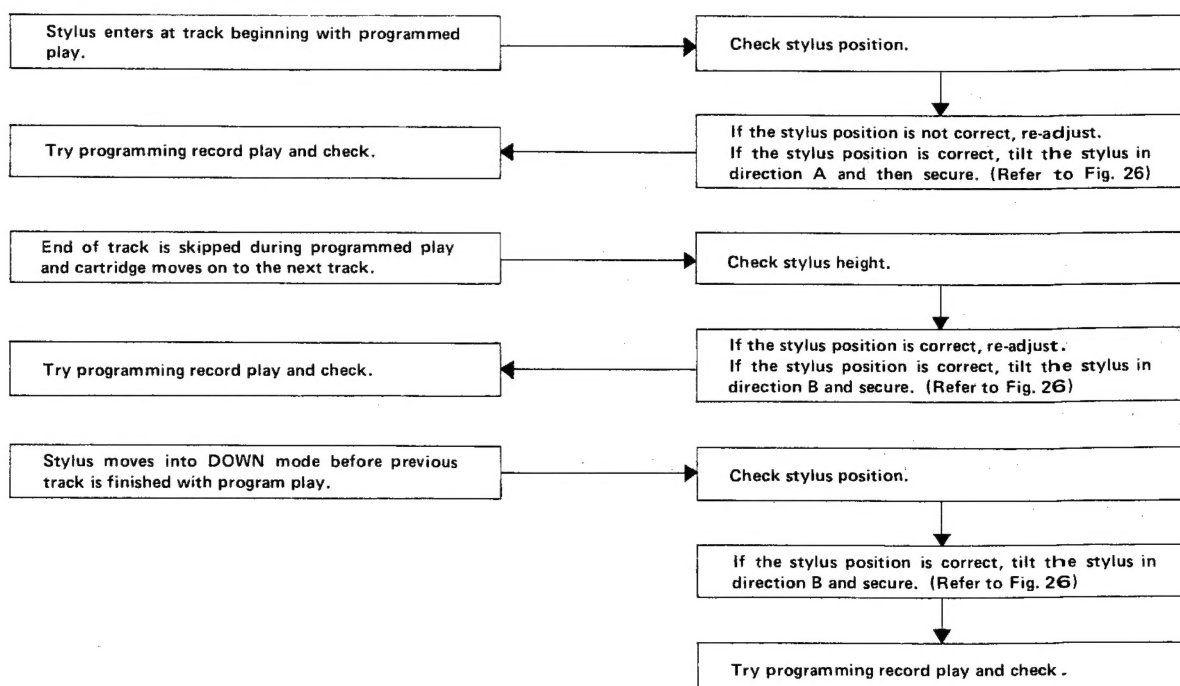 Stylus enters at track beginning with programmed
play.
Check stylus position.
If the stylus position is not correct, re-adjust.
If the stylus position is correct, tilt the stylus in
direction A and then secure. (Refer to Fig. 26)
Try programming record play and check.
End of track is skipped during programmed play
and cartridge moves on to the next track.
Check stylus height.
If the stylus position is correct, re-adjust.
If the stylus position is correct, tilt the stylus in
direction B and secure. (Refer to Fig. 26)
Try programming record play and check.
Stylus moves into DOWN mode before previous
track is finished with program play.
Check stylus position.
If the stylus position is correct, tilt the stylus in
direction B and secure. (Refer to Fig. 26)
Try programming record play and check.